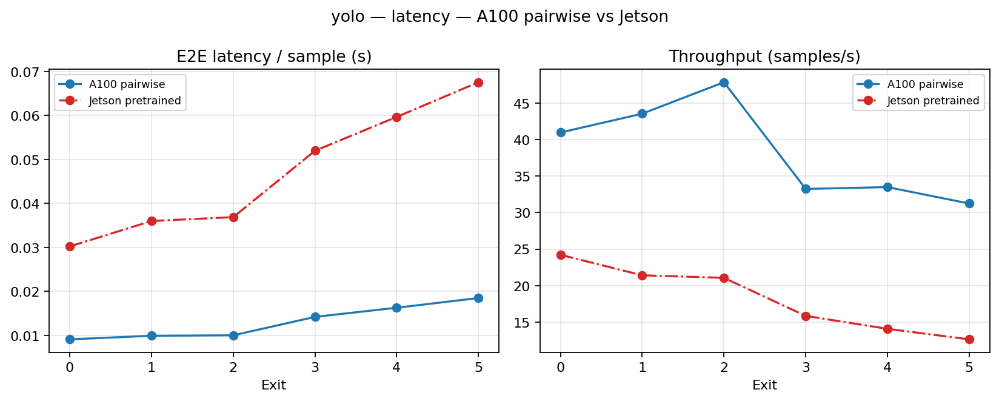 yolo — latency — A100 pairwise vs Jetson
E2E latency / sample (s)
A100 pairwise
Jetson pretrained
0.07
0.06
0.05
0.04
0.03
0.02
0.01
0 1 2 3 4 5
Exit
Throughput (samples/s)
A100 pairwise
Jetson pretrained
45
40
35
30
25
20
15
0 1 2 3 4 5
Exit